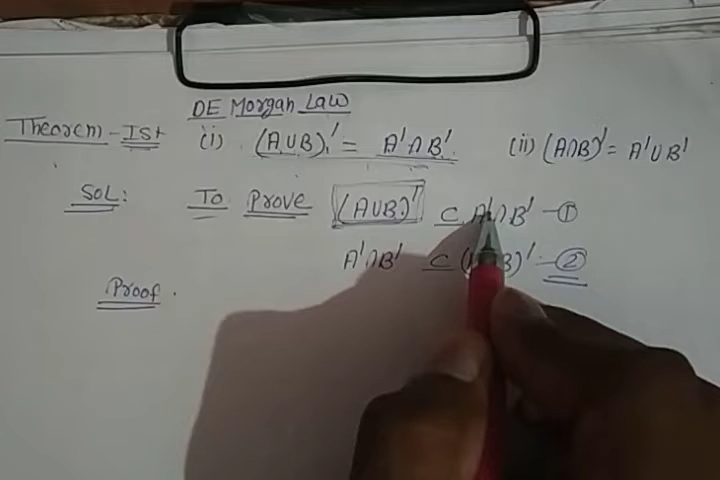 DE Morgan Law
Theorem - Ist (i) (A∪B)' = A'∩B'. (ii) (A∩B)' = A'∪B'
SOL: To Prove (A∪B)' ⊆ A'∩B' - ①
A'∩B' ⊆ ( B)' - ②
Proof.